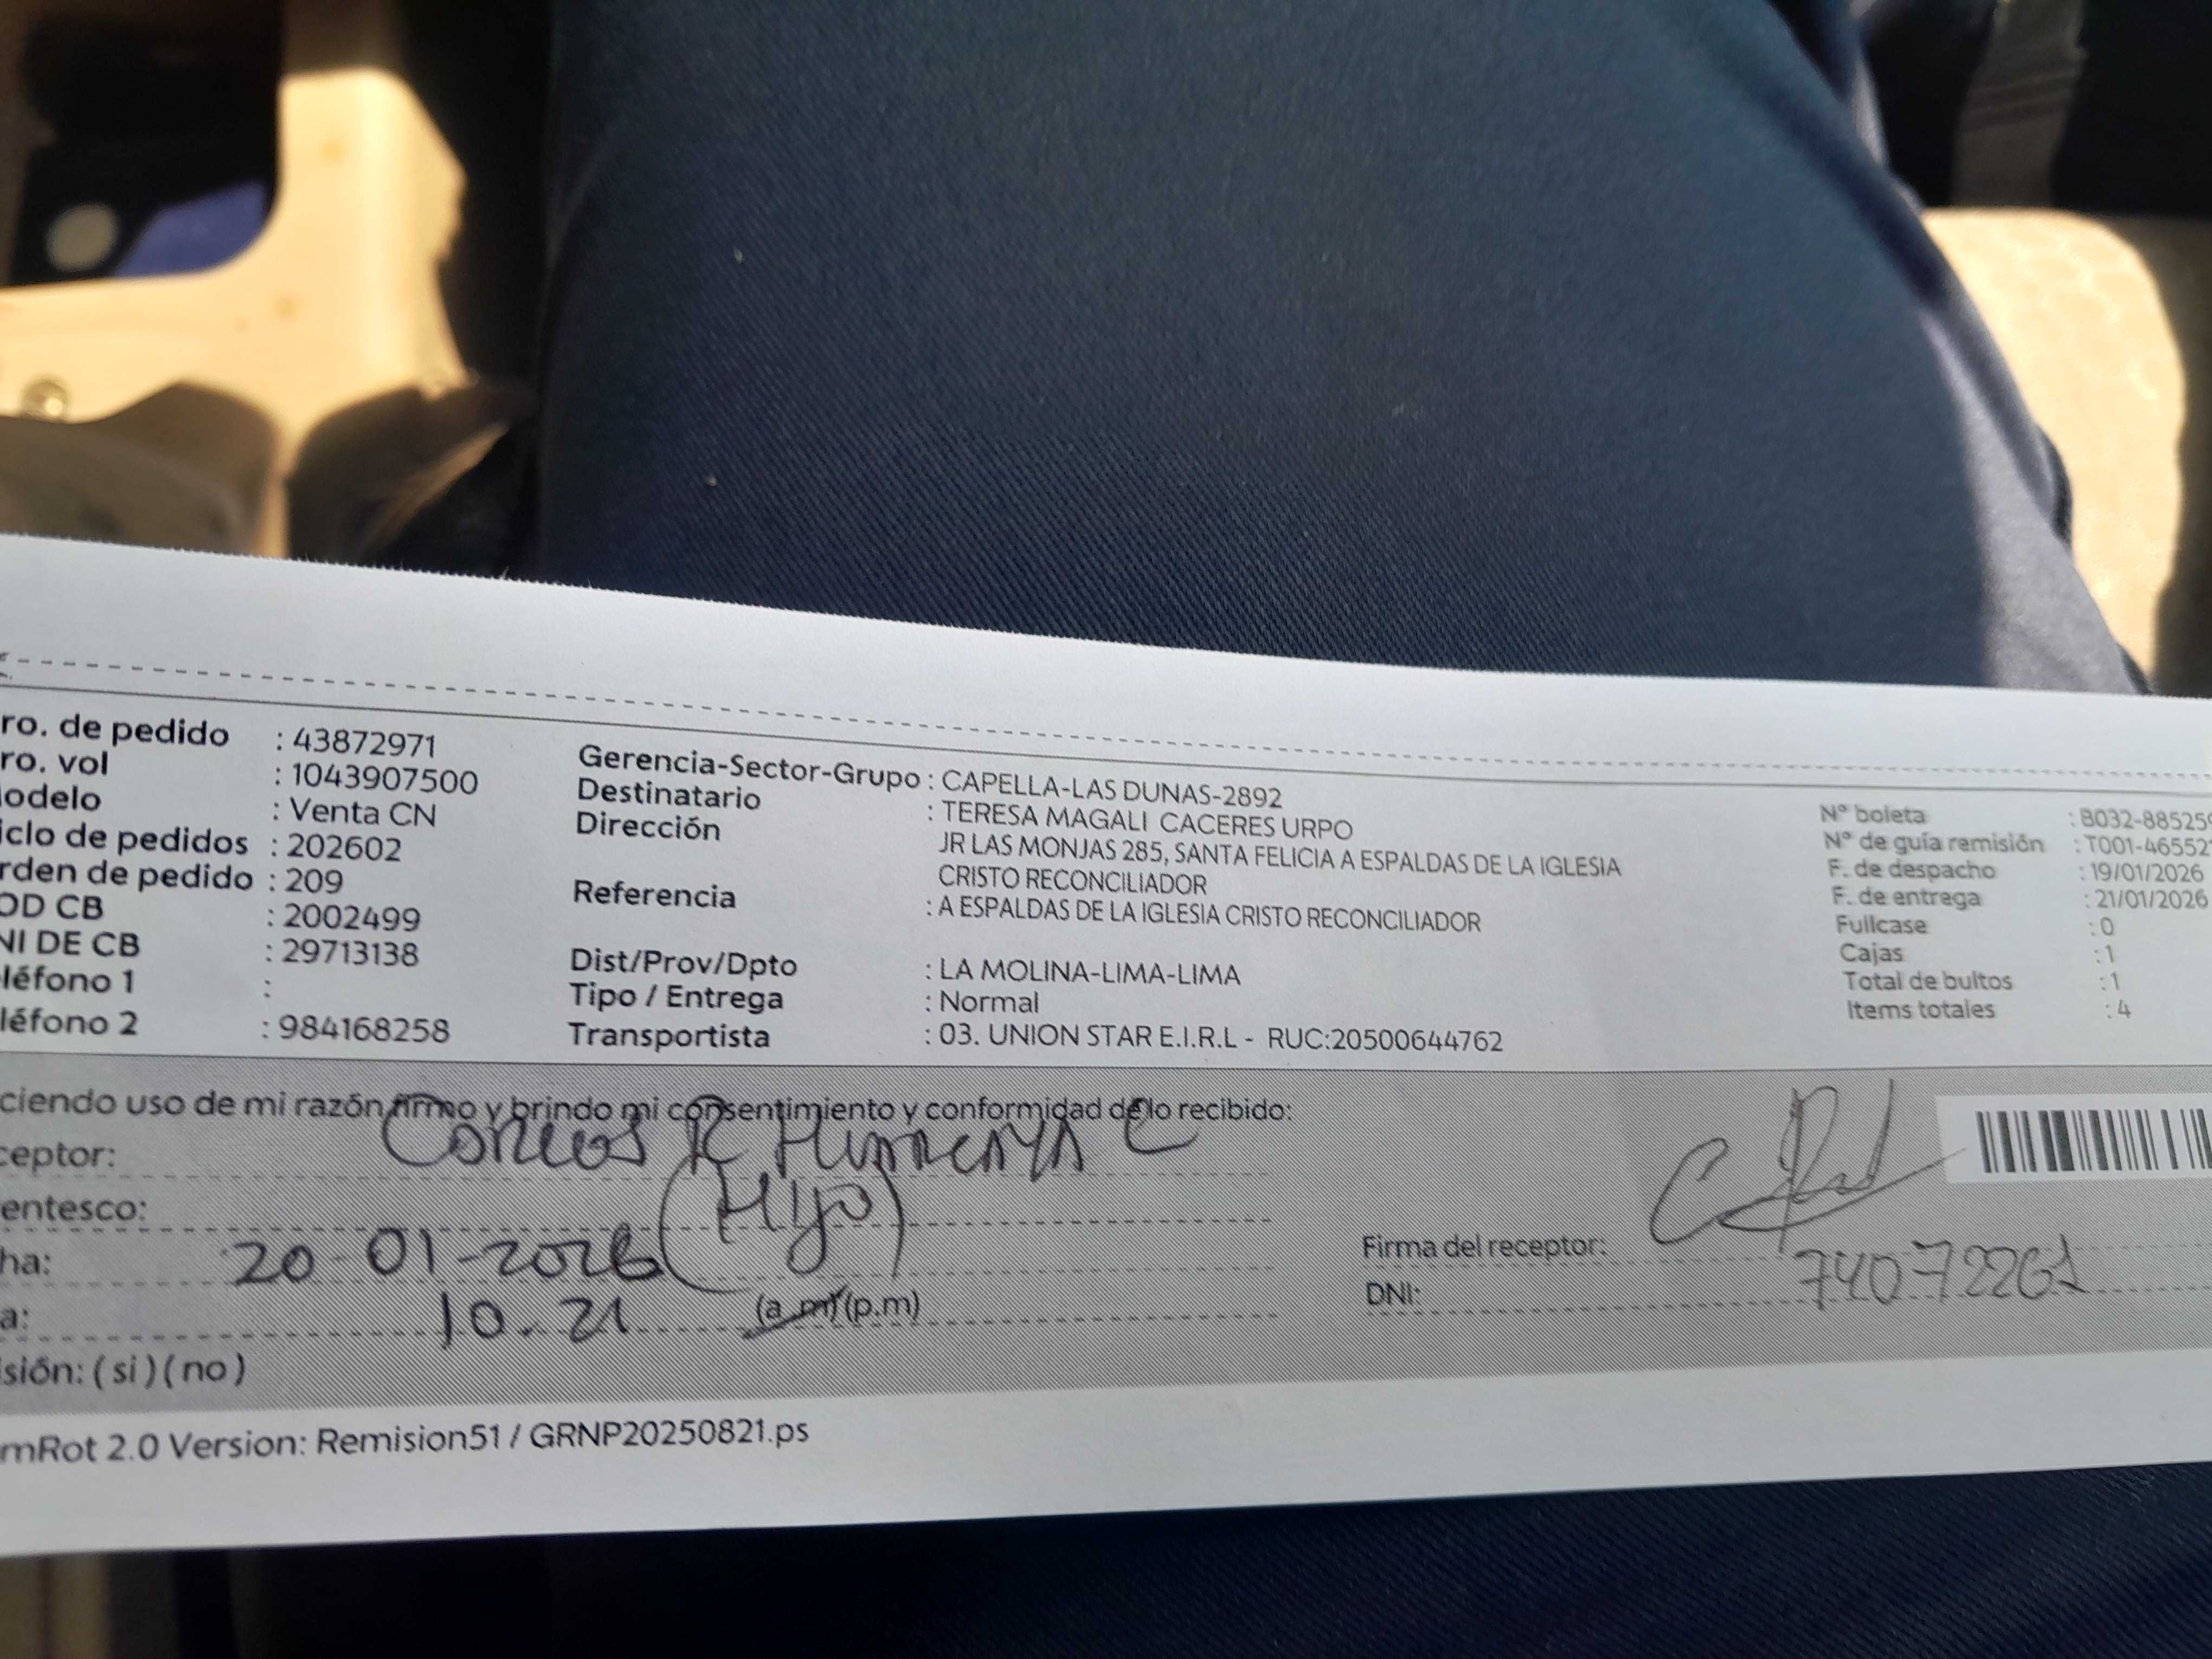 ro. de pedido : 43872971
ro. vol : 1043907500
odelo : Venta CN
iclo de pedidos : 202602
rden de pedido : 209
OD CB : 2002499
NI DE CB : 29713138
léfono 1 :
léfono 2 : 984168258
Gerencia-Sector-Grupo : CAPELLA-LAS DUNAS-2892
Destinatario : TERESA MAGALI CACERES URPO
Dirección JR LAS MONJAS 285, SANTA FELICIA A ESPALDAS DE LA IGLESIA
CRISTO RECONCILIADOR
Referencia : A ESPALDAS DE LA IGLESIA CRISTO RECONCILIADOR
Dist/Prov/Dpto : LA MOLINA-LIMA-LIMA
Tipo / Entrega : Normal
Transportista : 03. UNION STAR E.I.R.L - RUC:20500644762
N° boleta : B032-88525
N° de guía remisión : T001-46552
F. de despacho : 19/01/2026
F. de entrega : 21/01/2026
Fullcase : 0
Cajas : 1
Total de bultos : 1
Items totales : 4
ciendo uso de mi razón firmo y brindo mi consentimiento y conformidad de lo recibido:
ceptor: R
entesco: (Hijo)
ha: 20-01-2026
a: 10.21 (a.m)(p.m)
sión: (si)(no)
Firma del receptor:
DNI: 74072261
mRot 2.0 Version: Remision51 / GRNP20250821.ps